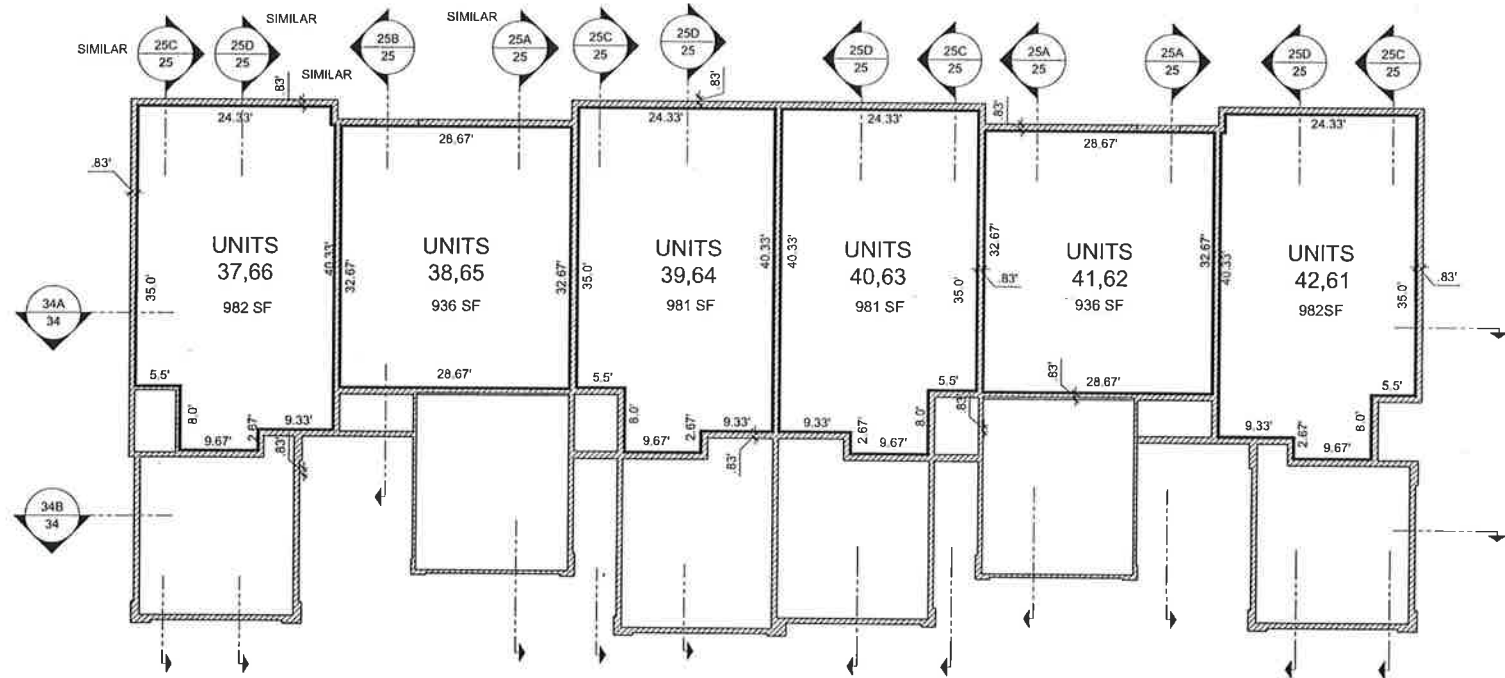 SIMILAR
SIMILAR
SIMILAR
SIMILAR
25C
25
25D
25
25B
25
25A
25
25C
25
25D
25
25D
25
25C
25
25A
25
25A
25
25D
25
25C
25
.83'
.83'
.83'
24.33'
28.67'
24.33'
24.33'
28.67'
24.33'
.83'
UNITS
37,66
982 SF
35.0'
40.33'
UNITS
38,65
936 SF
32.67'
32.67'
UNITS
39,64
981 SF
35.0'
40.33'
UNITS
40,63
981 SF
40.33'
35.0'
UNITS
41,62
936 SF
32.67'
.83'
32.67'
UNITS
42,61
982SF
40.33'
35.0'
.83'
34A
34
5.5'
8.0'
9.67'
2.67'
9.33'
.83'
28.67'
5.5'
8.0'
9.67'
2.67'
9.33'
.83'
9.33'
2.67'
9.67'
8.0'
5.5'
.83'
28.67'
.83'
9.33'
2.67'
9.67'
8.0'
5.5'
34B
34